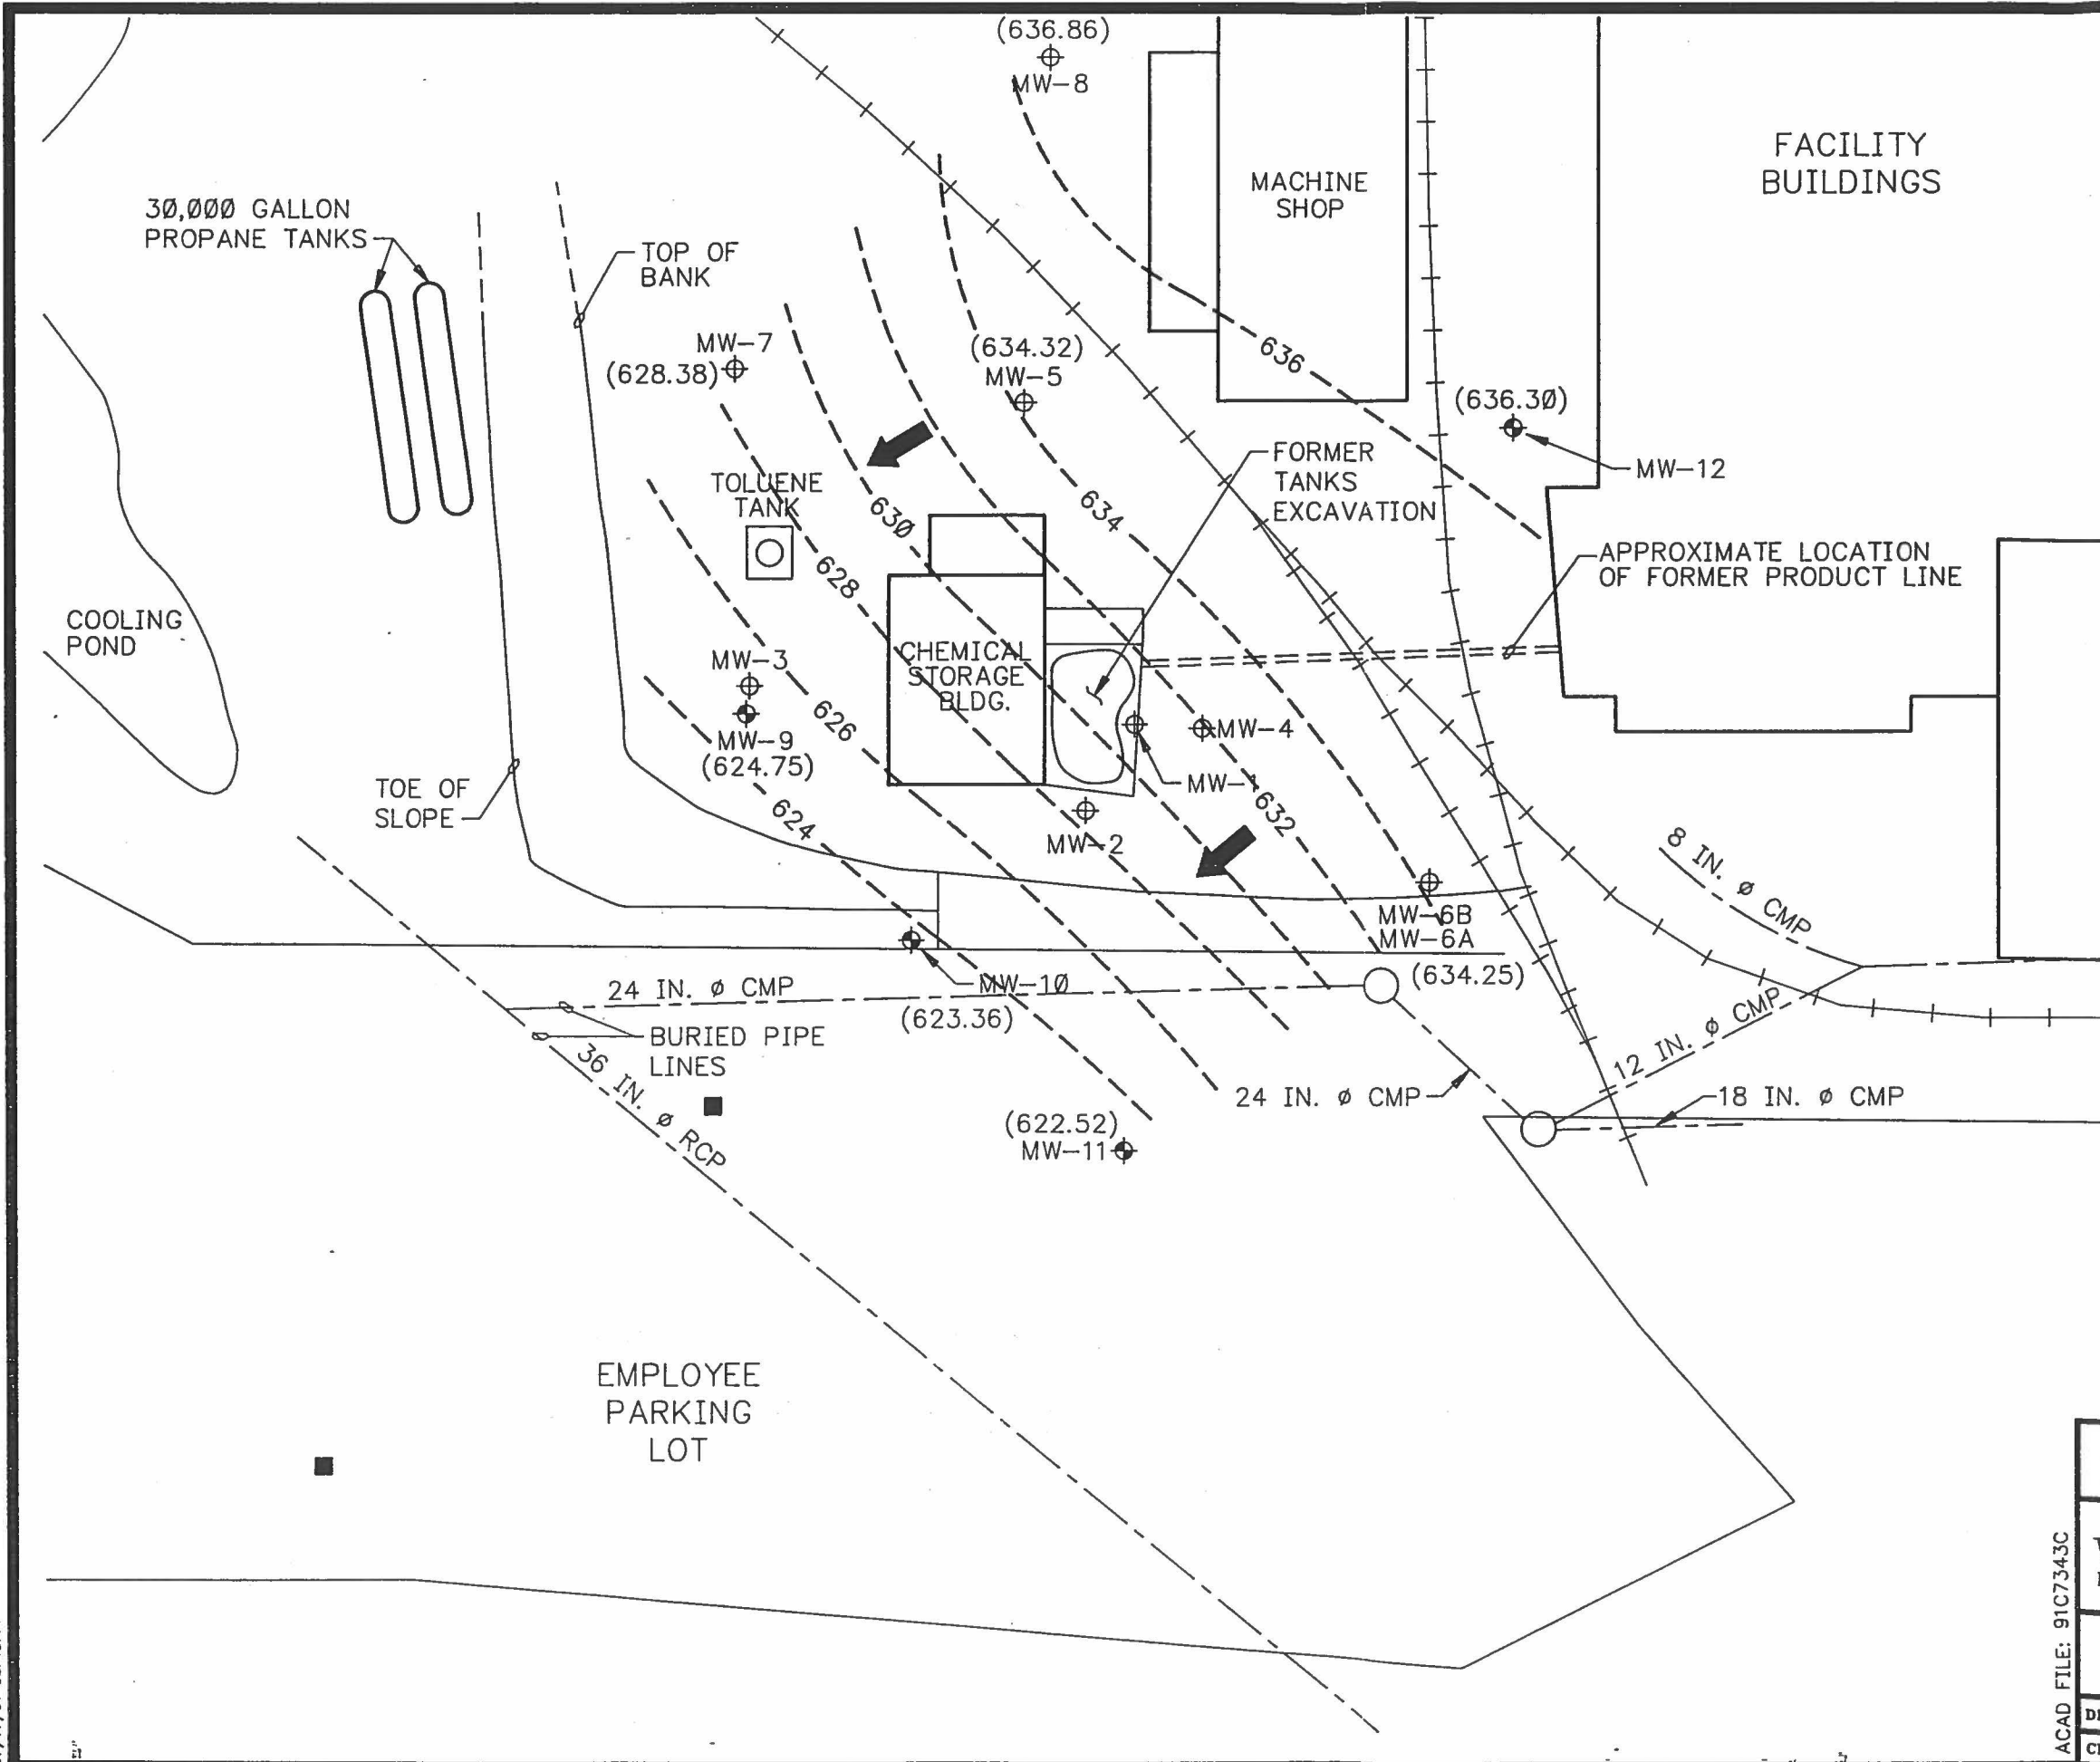 (636.86)
MW-8
FACILITY
BUILDINGS
MACHINE
SHOP
30,000 GALLON
PROPANE TANKS
TOP OF
BANK
MW-7
(628.38)
(634.32)
MW-5
636
(636.30)
MW-12
FORMER
TANKS
EXCAVATION
TOLUENE
TANK
630
634
628
APPROXIMATE LOCATION
OF FORMER PRODUCT LINE
COOLING
POND
CHEMICAL
STORAGE
BLDG.
MW-3
626
MW-9
(624.75)
MW-4
MW-1
632
TOE OF
SLOPE
624
MW-2
8 IN. ø CMP
MW-6B
MW-6A
(634.25)
24 IN. ø CMP
MW-10
(623.36)
BURIED PIPE
LINES
36 IN. ø RCP
12 IN. ø CMP
24 IN. ø CMP
18 IN. ø CMP
(622.52)
MW-11
EMPLOYEE
PARKING
LOT
ACAD FILE: 91C7343C